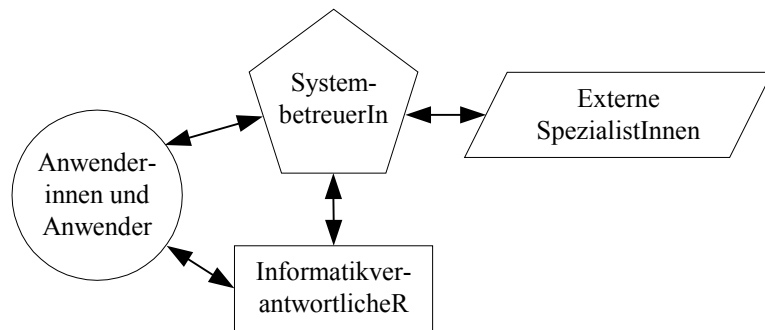 System-
betreuerIn
Externe
SpezialistInnen
Anwender-
innen und
Anwender
Informatikver-
antwortlicheR